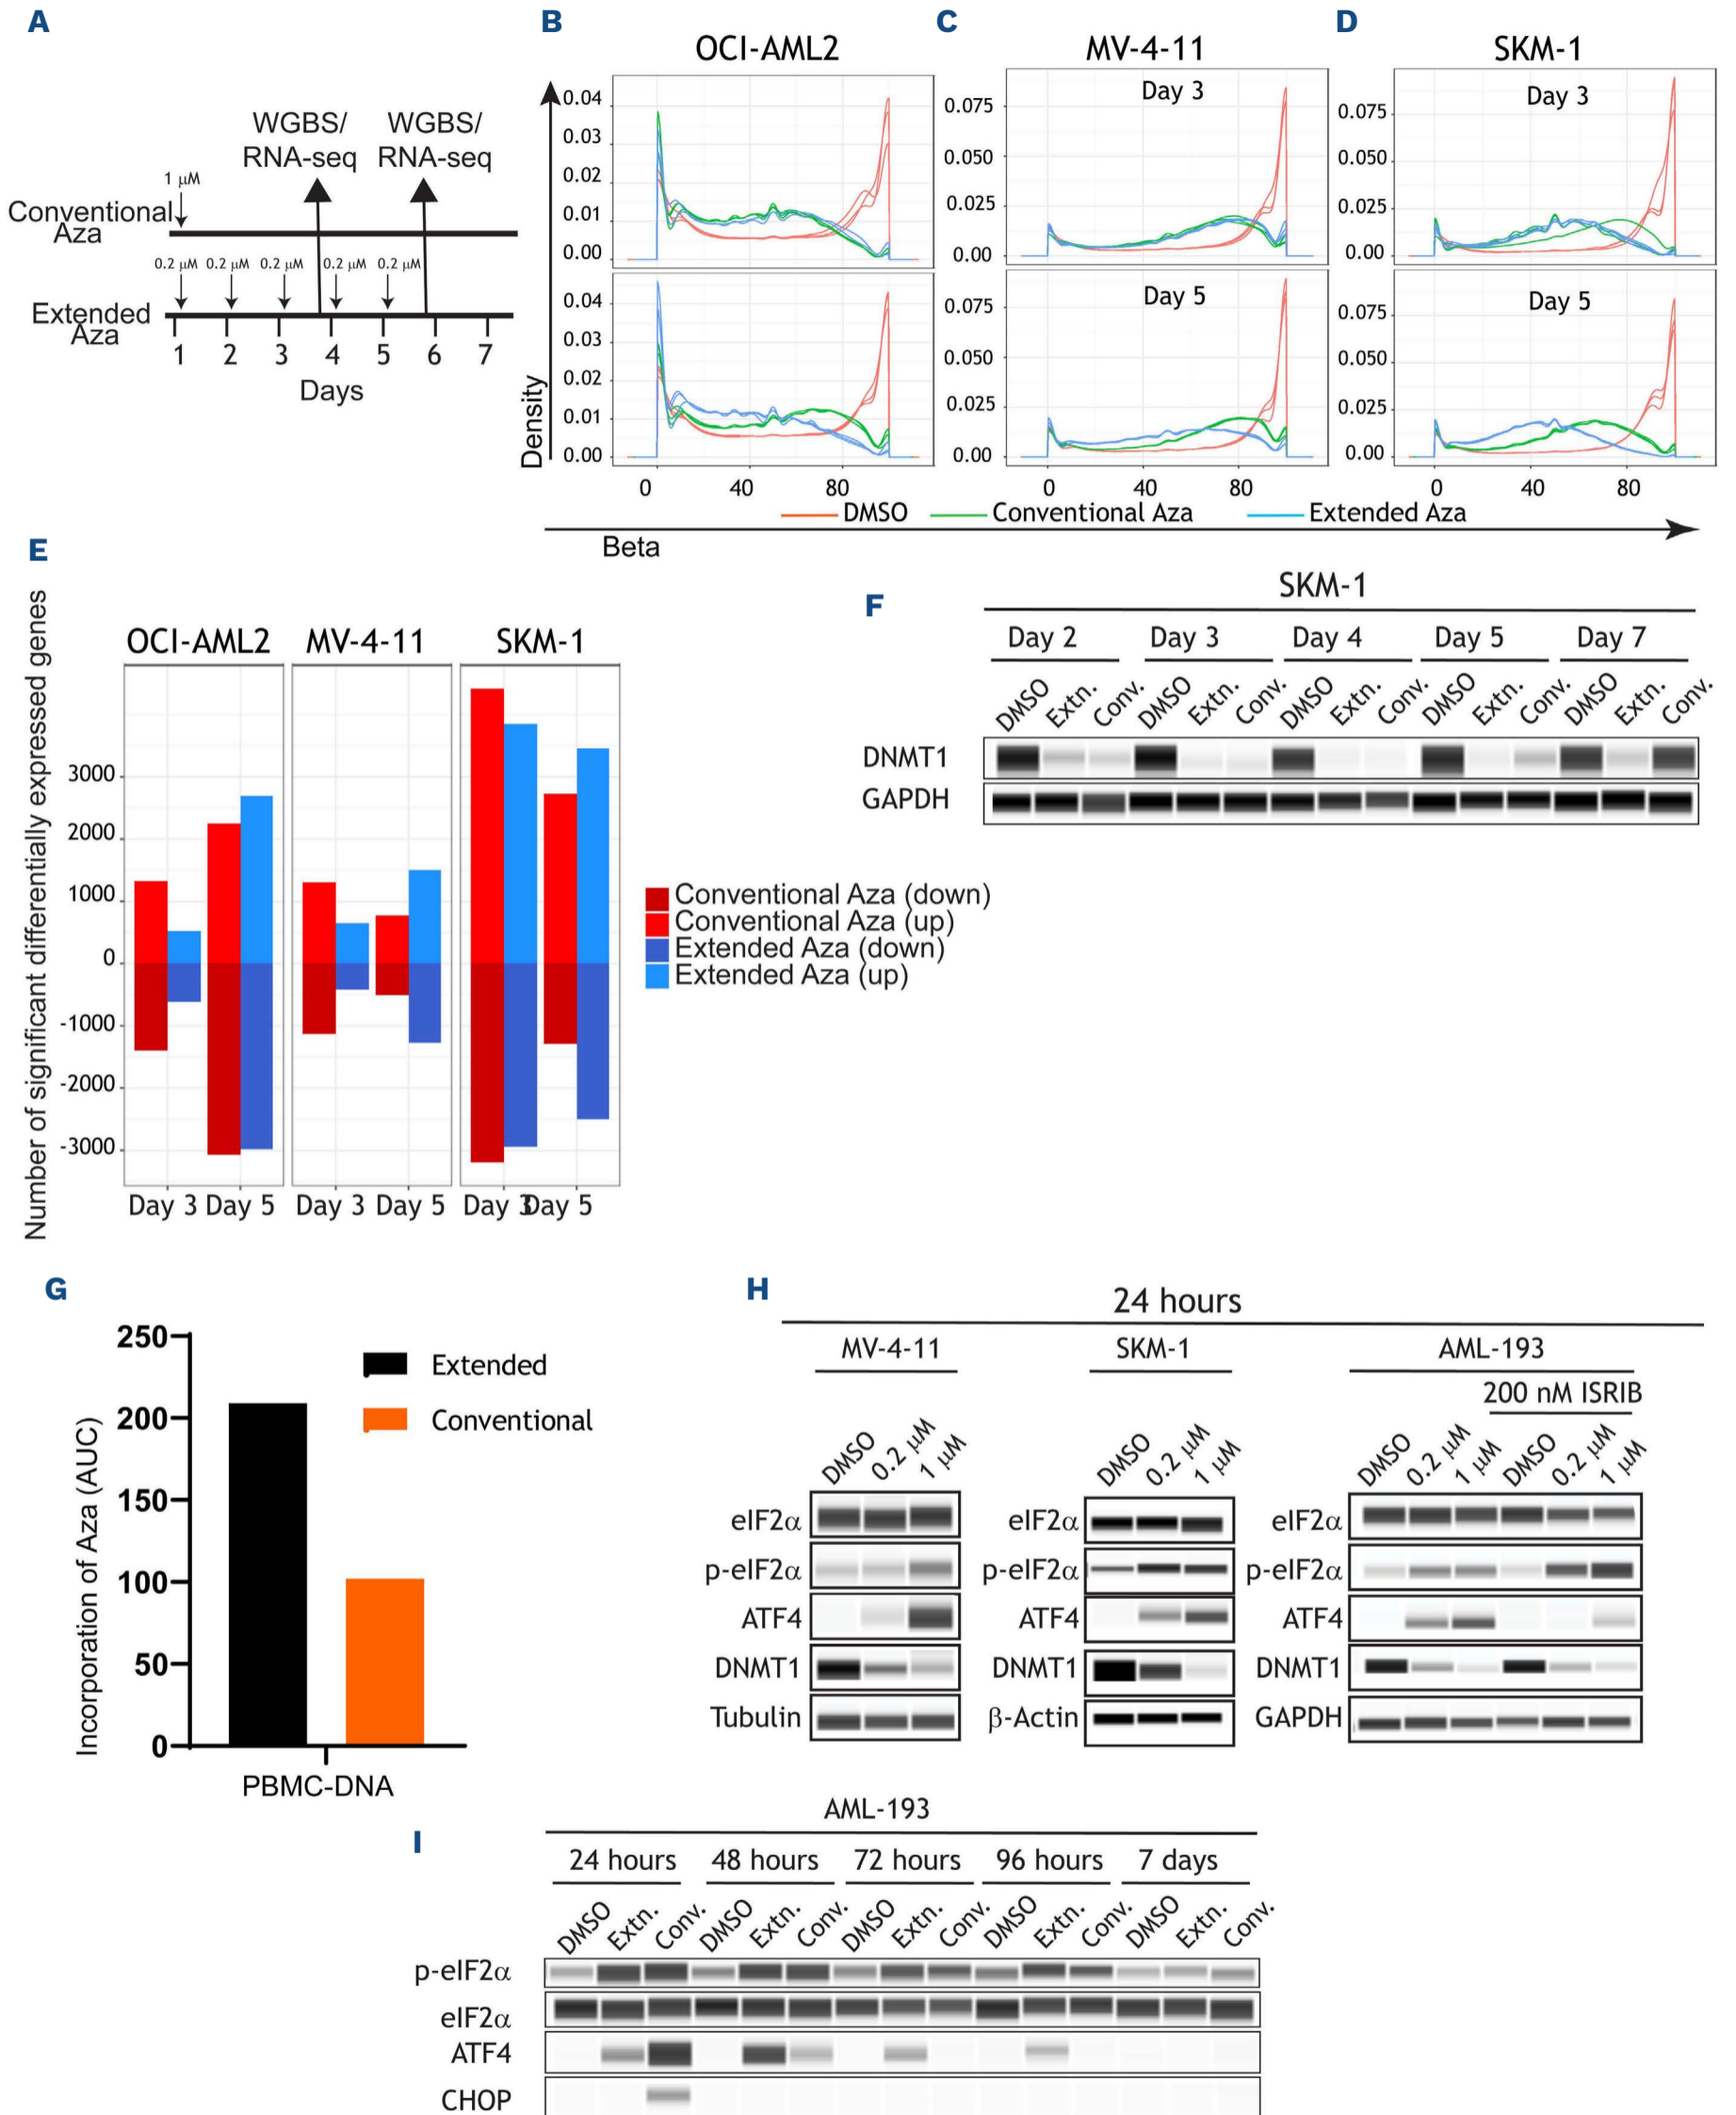 A
WGBS/ WGBS/
RNA-seq RNA-seq
1 μM
Conventional
Aza
0.2 μM 0.2 μM 0.2 μM 0.2 μM 0.2 μM
Extended
Aza
1 2 3 4 5 6 7
Days
B C D
OCI-AML2 MV-4-11 SKM-1
Day 3 Day 3
0.04 0.075 0.075
0.03 0.050 0.050
0.02 0.025 0.025
0.01
0.00 0.00 0.00
Day 5 Day 5
0.04 0.075 0.075
0.03 0.050 0.050
0.02 0.025 0.025
0.01
0.00 0.00 0.00
Density
0 40 80 0 40 80 0 40 80
DMSO Conventional Aza Extended Aza
Beta
E
Number of significant differentially expressed genes
OCI-AML2 MV-4-11 SKM-1
3000
2000
1000
0
-1000
-2000
-3000
Day 3 Day 5 Day 3 Day 5 Day 3 Day 5
Conventional Aza (down)
Conventional Aza (up)
Extended Aza (down)
Extended Aza (up)
F
SKM-1
Day 2 Day 3 Day 4 Day 5 Day 7
DMSO Extn. Conv. DMSO Extn. Conv. DMSO Extn. Conv. DMSO Extn. Conv. DMSO Extn. Conv.
DNMT1
GAPDH
G
Incorporation of Aza (AUC)
250
200
150
100
50
0
Extended
Conventional
PBMC-DNA
H
24 hours
MV-4-11 SKM-1 AML-193
200 nM ISRIB
DMSO 0.2 μM 1 μM DMSO 0.2 μM 1 μM DMSO 0.2 μM 1 μM DMSO 0.2 μM 1 μM
eIF2α eIF2α eIF2α
p-eIF2α p-eIF2α p-eIF2α
ATF4 ATF4 ATF4
DNMT1 DNMT1 DNMT1
Tubulin β-Actin GAPDH
I
AML-193
24 hours 48 hours 72 hours 96 hours 7 days
DMSO Extn. Conv. DMSO Extn. Conv. DMSO Extn. Conv. DMSO Extn. Conv. DMSO Extn. Conv.
p-eIF2α
eIF2α
ATF4
CHOP